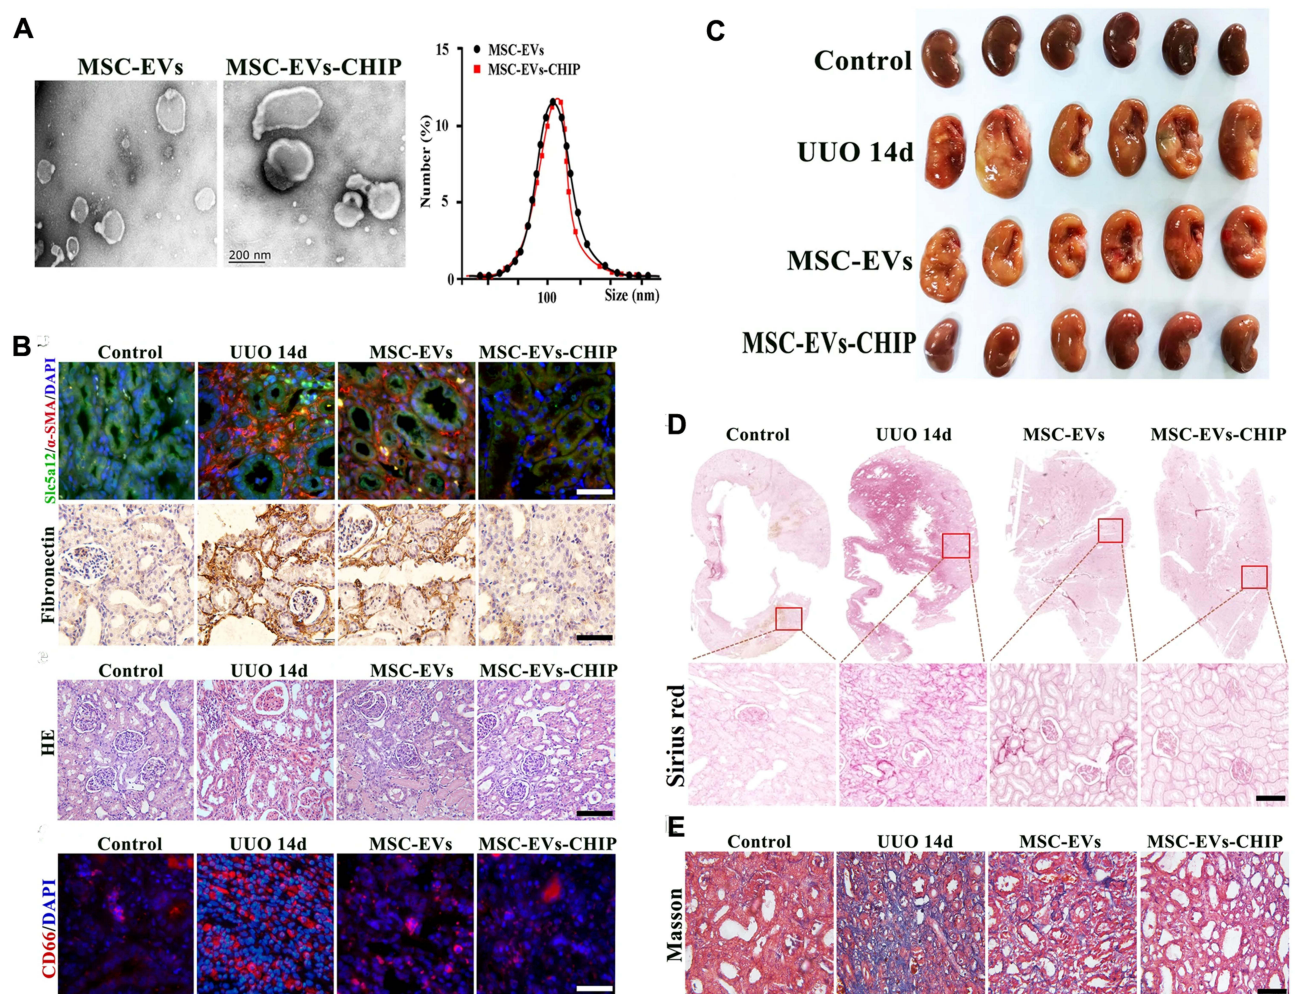 A
MSC-EVs MSC-EVs-CHIP
200 nm
15
10
5
0
Number (%)
MSC-EVs
MSC-EVs-CHIP
100
Size (nm)
B
Control UUO 14d MSC-EVs MSC-EVs-CHIP
Slc5a12/α-SMA/DAPI
Fibronectin
Control UUO 14d MSC-EVs MSC-EVs-CHIP
HE
Control UUO 14d MSC-EVs MSC-EVs-CHIP
CD66/DAPI
C
Control
UUO 14d
MSC-EVs
MSC-EVs-CHIP
D
Control UUO 14d MSC-EVs MSC-EVs-CHIP
Sirius red
E
Control UUO 14d MSC-EVs MSC-EVs-CHIP
Masson